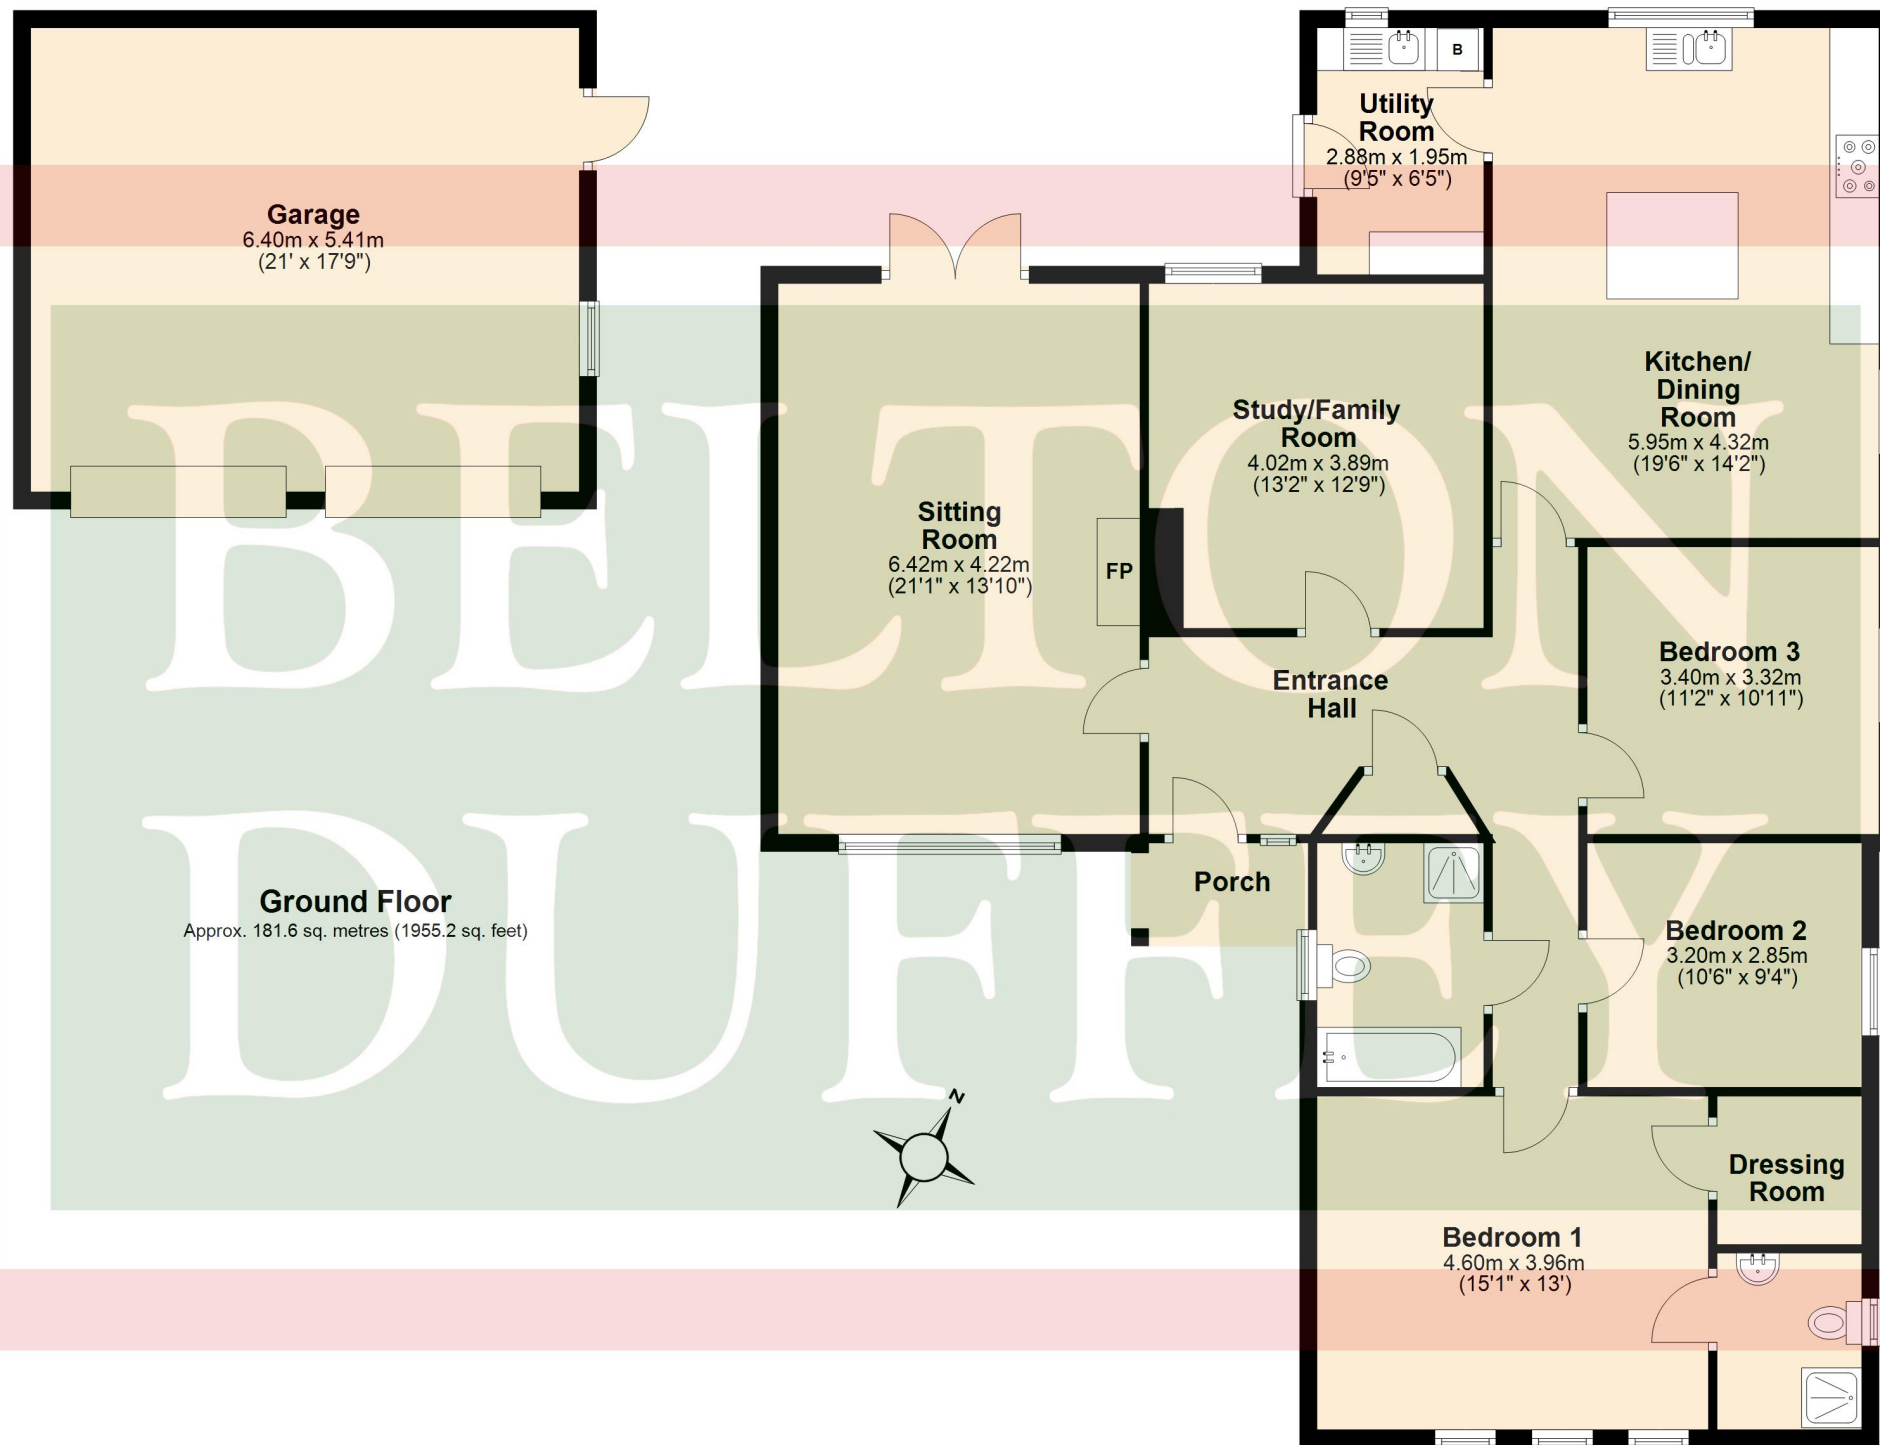 Garage
6.40m x 5.41m
(21' x 17'9")
Utility
Room
2.88m x 1.95m
(9'5" x 6'5")
B
Kitchen/
Dining
Room
5.95m x 4.32m
(19'6" x 14'2")
Study/Family
Room
4.02m x 3.89m
(13'2" x 12'9")
Sitting
Room
6.42m x 4.22m
(21'1" x 13'10")
FP
Entrance
Hall
Bedroom 3
3.40m x 3.32m
(11'2" x 10'11")
Porch
Bedroom 2
3.20m x 2.85m
(10'6" x 9'4")
Ground Floor
Approx. 181.6 sq. metres (1955.2 sq. feet)
N
Dressing
Room
Bedroom 1
4.60m x 3.96m
(15'1" x 13')
BELTON
DUFFEY